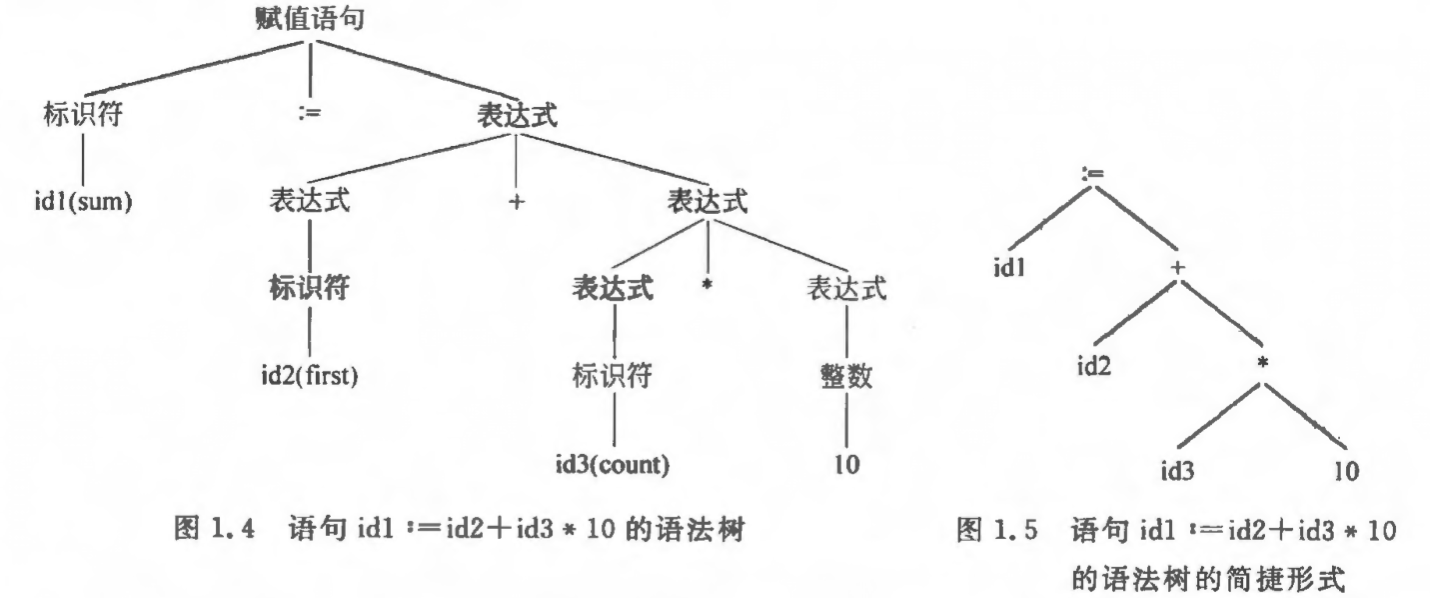 赋值语句
标识符 := 表达式
id1(sum) 表达式 + 表达式
标识符 表达式 * 表达式
id2(first) 标识符 整数
id3(count) 10
图 1.4 语句 id1 :=id2+id3 * 10 的语法树
:=
id1 +
id2 *
id3 10
图 1.5 语句 id1 :=id2+id3 * 10
的语法树的简捷形式